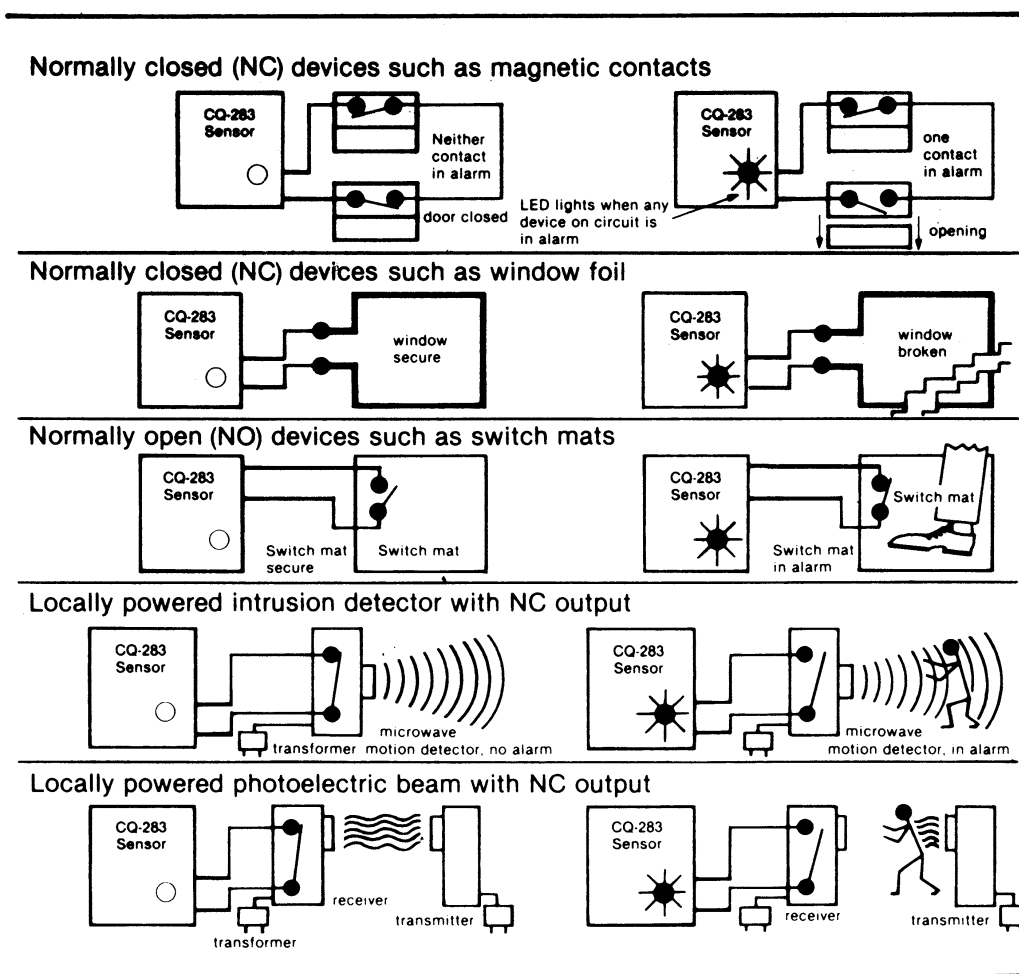 Normally closed (NC) devices such as magnetic contacts
CQ-283
Sensor
Neither
contact
in alarm
door closed
CQ-283
Sensor
one
contact
in alarm
LED lights when any
device on circuit is
in alarm
opening
Normally closed (NC) devices such as window foil
CQ-283
Sensor
window
secure
CQ-283
Sensor
window
broken
Normally open (NO) devices such as switch mats
CQ-283
Sensor
Switch mat
secure
Switch mat
CQ-283
Sensor
Switch mat
Switch mat
in alarm
Locally powered intrusion detector with NC output
CQ-283
Sensor
transformer
microwave
motion detector, no alarm
CQ-283
Sensor
microwave
motion detector, in alarm
Locally powered photoelectric beam with NC output
CQ-283
Sensor
receiver
transmitter
transformer
CQ-283
Sensor
receiver
transmitter